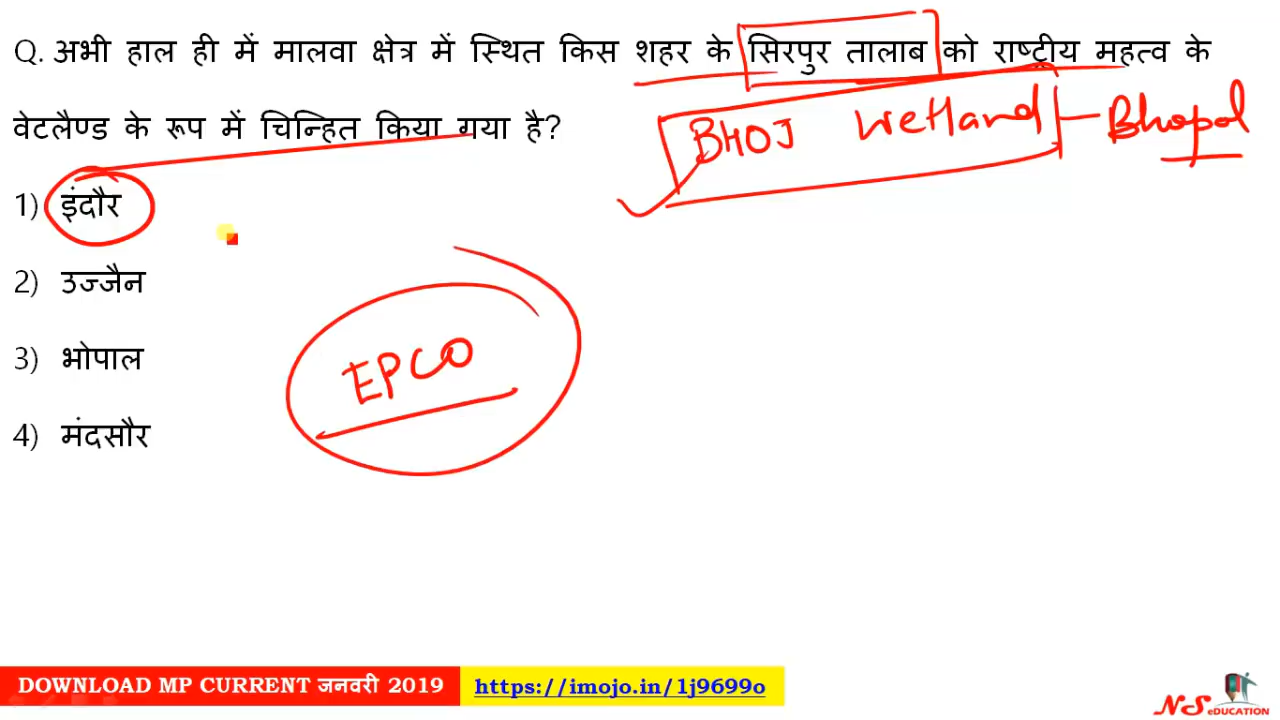 Q. अभी हाल ही में मालवा क्षेत्र में स्थित किस शहर के सिरपुर तालाब को राष्ट्रीय महत्व के
वेटलैण्ड के रूप में चिन्हित किया गया है?
BHOJ Wetland - Bhopal
1) इंदौर
2) उज्जैन
3) भोपाल
4) मंदसौर
EPCO
DOWNLOAD MP CURRENT जनवरी 2019 https://imojo.in/1j9699o
NS EDUCATION